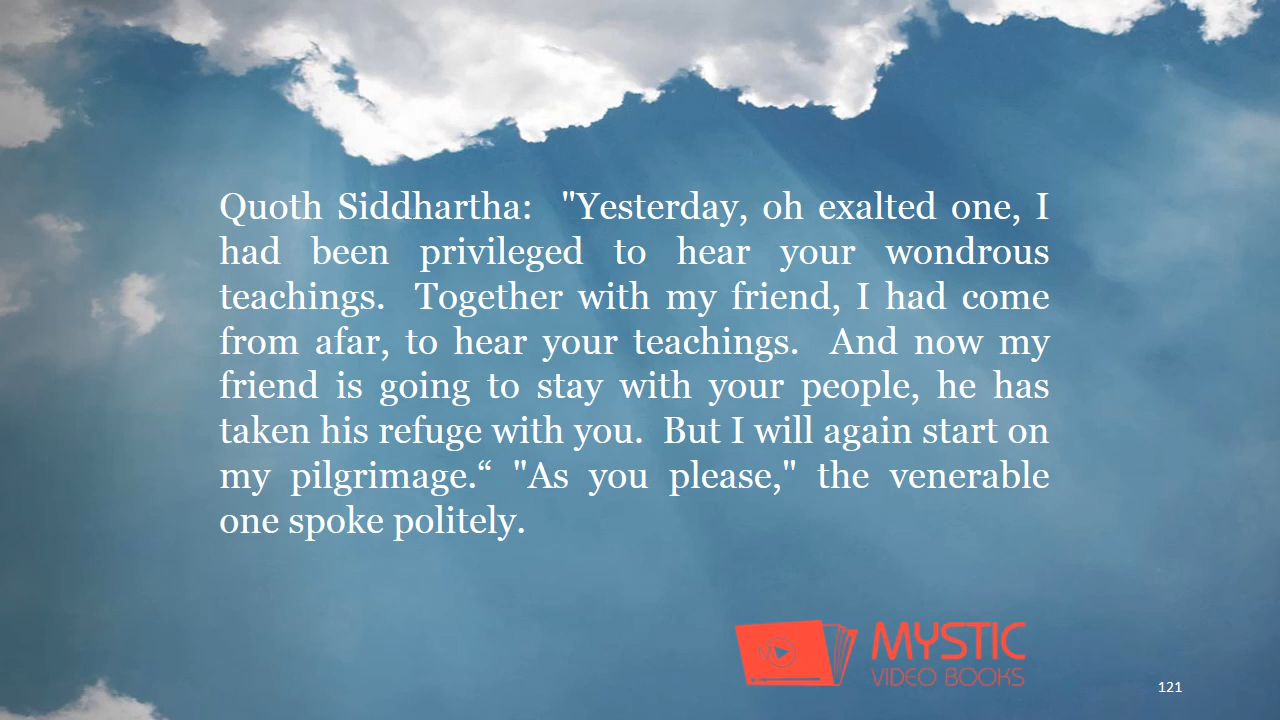 Quoth Siddhartha:  "Yesterday, oh exalted one, I
had been privileged to hear your wondrous
teachings.  Together with my friend, I had come
from afar, to hear your teachings.  And now my
friend is going to stay with your people, he has
taken his refuge with you.  But I will again start on
my pilgrimage.“ "As you please," the venerable
one spoke politely.
MYSTIC
VIDEO BOOKS
121